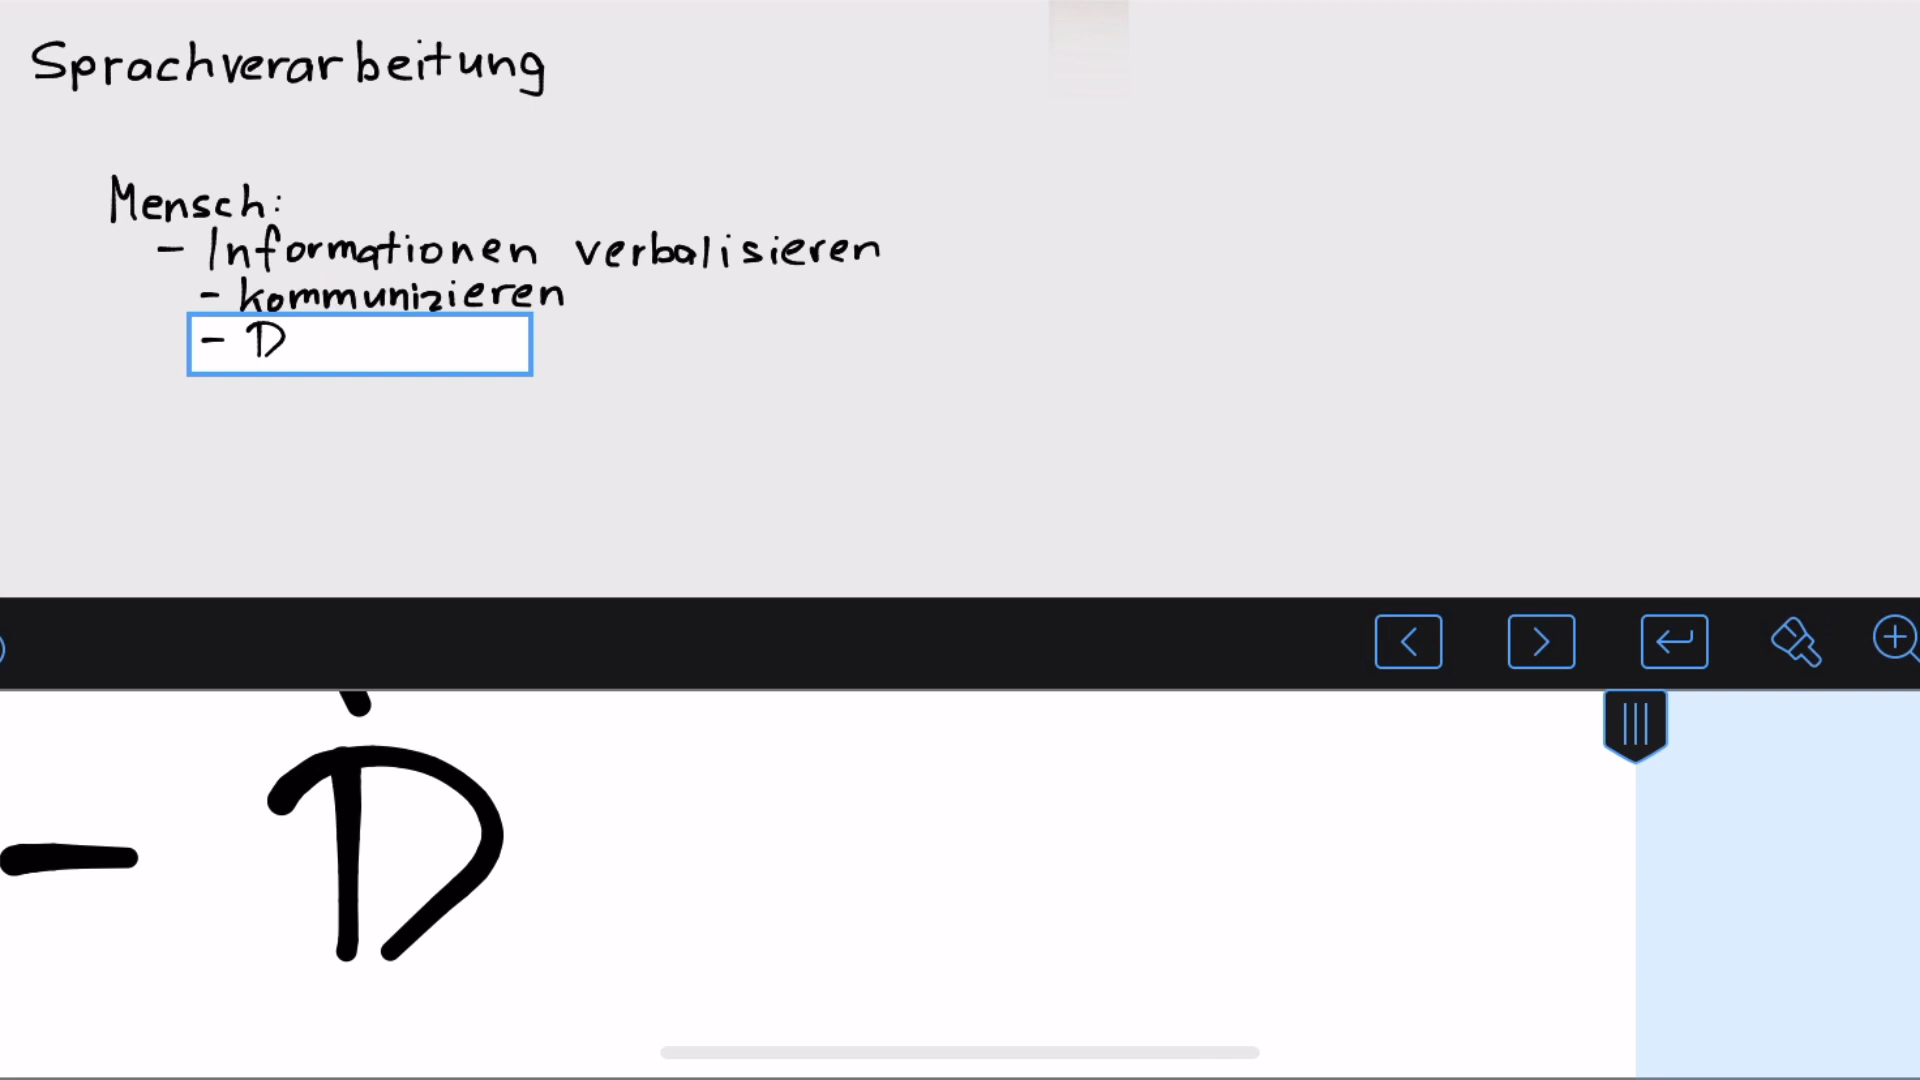 Sprachverarbeitung
Mensch:
- Informationen verbalisieren
- kommunizieren
- D
- D